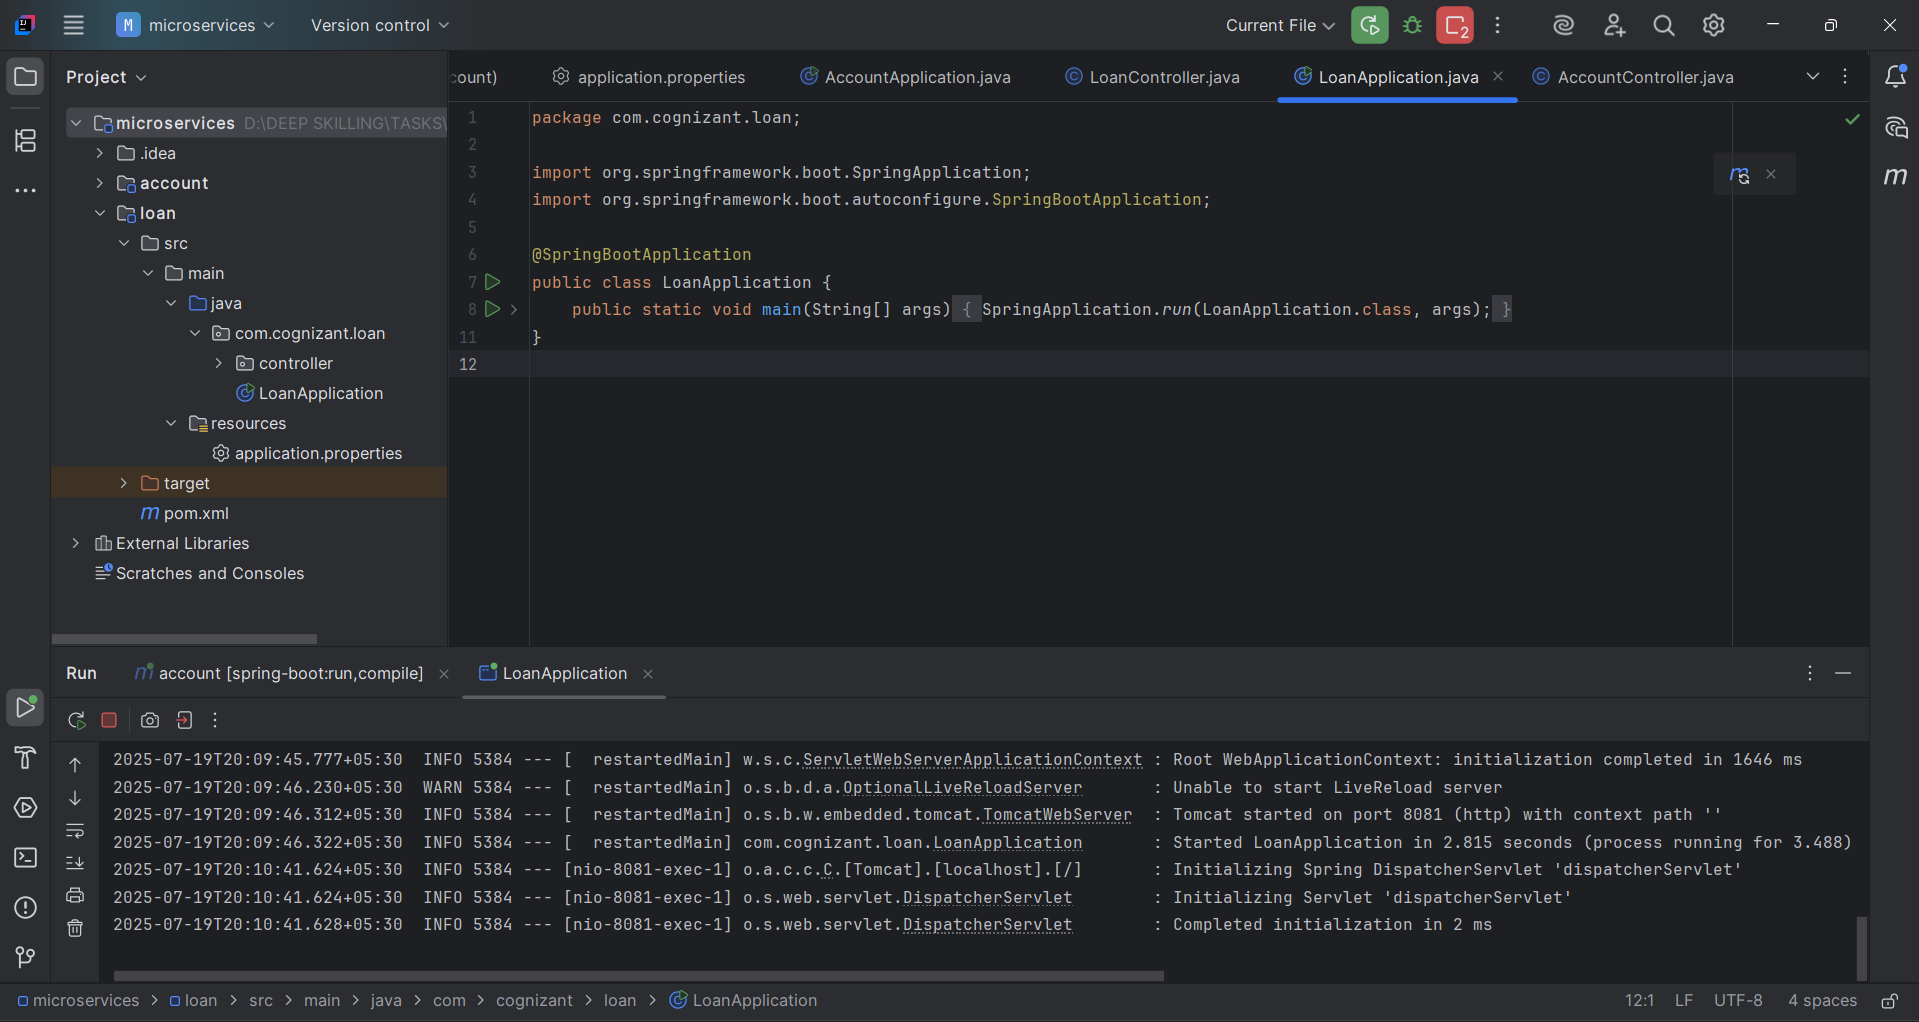 M microservices Version control Current File 2
Project
count) application.properties AccountApplication.java LoanController.java LoanApplication.java AccountController.java
microservices D:\DEEP SKILLING\TASKS\
.idea
account
loan
src
main
java
com.cognizant.loan
controller
LoanApplication
resources
application.properties
target
pom.xml
External Libraries
Scratches and Consoles
1 package com.cognizant.loan;
2
3 import org.springframework.boot.SpringApplication;
4 import org.springframework.boot.autoconfigure.SpringBootApplication;
5
6 @SpringBootApplication
7 public class LoanApplication {
8 public static void main(String[] args) { SpringApplication.run(LoanApplication.class, args); }
11 }
12
Run account [spring-boot:run,compile] LoanApplication
2025-07-19T20:09:45.777+05:30 INFO 5384 --- [ restartedMain] w.s.c.ServletWebServerApplicationContext : Root WebApplicationContext: initialization completed in 1646 ms
2025-07-19T20:09:46.230+05:30 WARN 5384 --- [ restartedMain] o.s.b.d.a.OptionalLiveReloadServer : Unable to start LiveReload server
2025-07-19T20:09:46.312+05:30 INFO 5384 --- [ restartedMain] o.s.b.w.embedded.tomcat.TomcatWebServer : Tomcat started on port 8081 (http) with context path ''
2025-07-19T20:09:46.322+05:30 INFO 5384 --- [ restartedMain] com.cognizant.loan.LoanApplication : Started LoanApplication in 2.815 seconds (process running for 3.488)
2025-07-19T20:10:41.624+05:30 INFO 5384 --- [nio-8081-exec-1] o.a.c.c.C.[Tomcat].[localhost].[/] : Initializing Spring DispatcherServlet 'dispatcherServlet'
2025-07-19T20:10:41.624+05:30 INFO 5384 --- [nio-8081-exec-1] o.s.web.servlet.DispatcherServlet : Initializing Servlet 'dispatcherServlet'
2025-07-19T20:10:41.628+05:30 INFO 5384 --- [nio-8081-exec-1] o.s.web.servlet.DispatcherServlet : Completed initialization in 2 ms
microservices > loan > src > main > java > com > cognizant > loan > LoanApplication 12:1 LF UTF-8 4 spaces